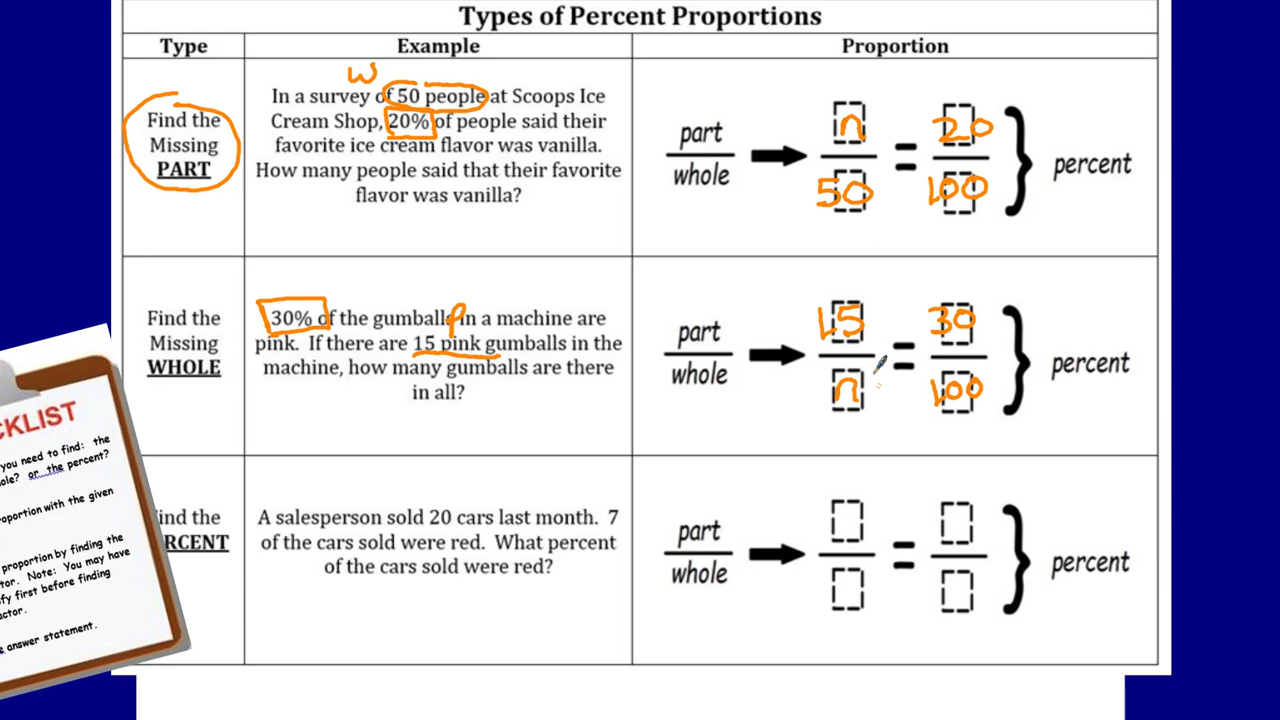 Types of Percent Proportions
Type
Example
Proportion
Find the
Missing
PART
W
In a survey of 50 people at Scoops Ice
Cream Shop, 20% of people said their
favorite ice cream flavor was vanilla.
How many people said that their favorite
flavor was vanilla?
part
whole
n
50
=
20
100
percent
Find the
Missing
WHOLE
P
30% of the gumballs in a machine are
pink. If there are 15 pink gumballs in the
machine, how many gumballs are there
in all?
part
whole
15
n
=
30
100
percent
find the
PERCENT
A salesperson sold 20 cars last month. 7
of the cars sold were red. What percent
of the cars sold were red?
part
whole
=
percent
CKLIST
you need to find: the
ole? or the percent?
oportion with the given
proportion by finding the
tor. Note: You may have
fy first before finding
actor.
answer statement.